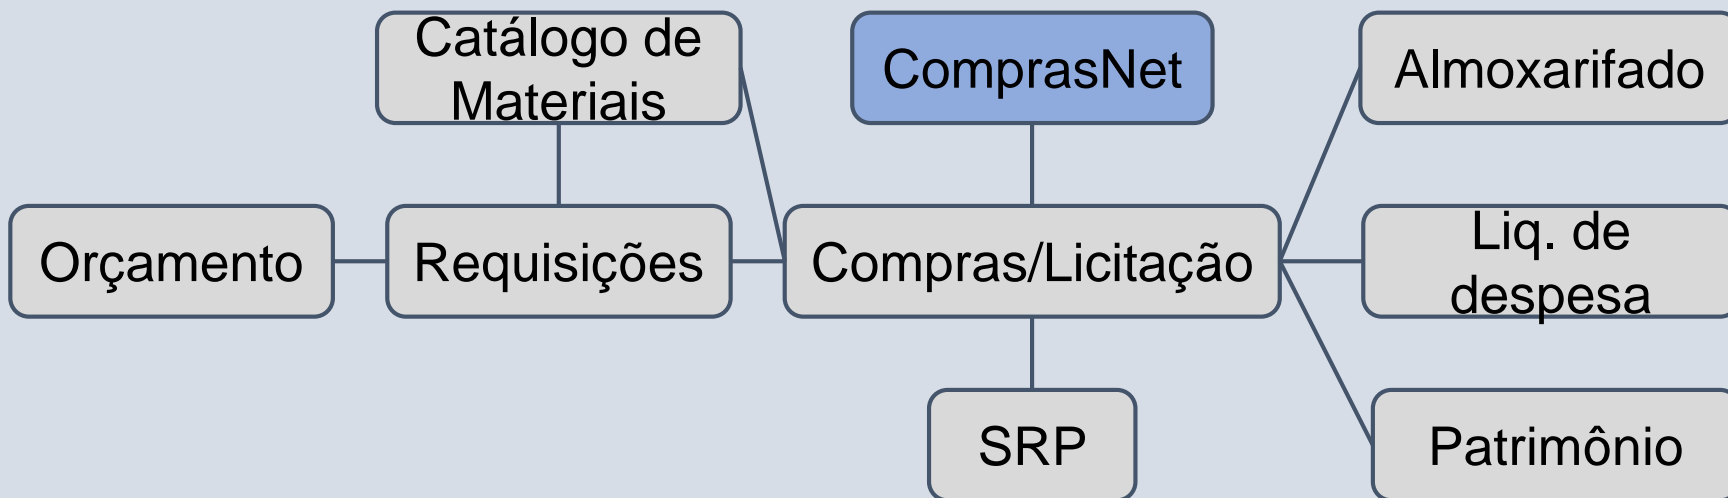 Catálogo de
Materiais
ComprasNet
Almoxarifado
Orçamento
Requisições
Compras/Licitação
Liq. de
despesa
SRP
Patrimônio